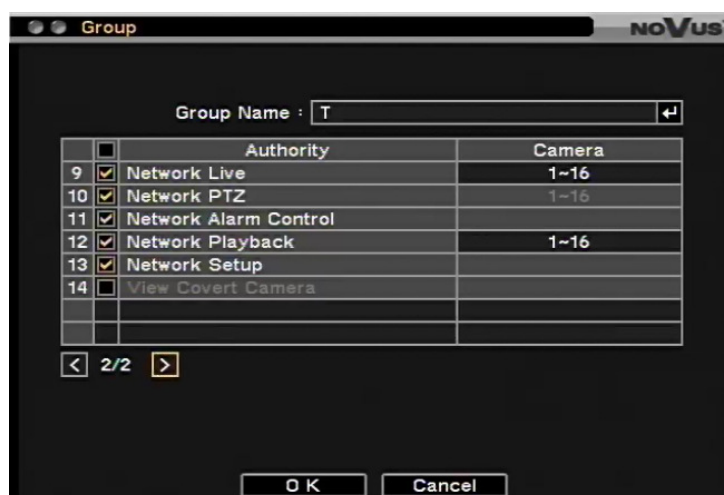 Group
NOVUS
Group Name : T
Authority Camera
9 Network Live 1~16
10 Network PTZ 1~16
11 Network Alarm Control
12 Network Playback 1~16
13 Network Setup
14 View Covert Camera
< 2/2 >
OK Cancel